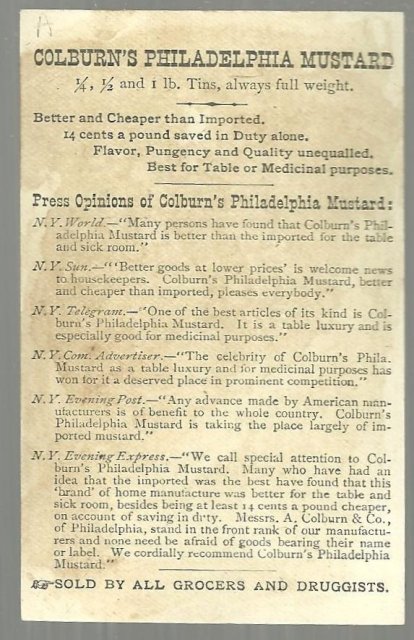 A
COLBURN'S PHILADELPHIA MUSTARD
¼, ½ and 1 lb. Tins, always full weight.
Better and Cheaper than Imported.
14 cents a pound saved in Duty alone.
Flavor, Pungency and Quality unequalled.
Best for Table or Medicinal purposes.
Press Opinions of Colburn's Philadelphia Mustard:
N. Y. World.—"Many persons have found that Colburn's Phil-
adelphia Mustard is better than the imported for the table
and sick room."
N. Y. Sun.—"'Better goods at lower prices' is welcome news
to housekeepers. Colburn's Philadelphia Mustard, better
and cheaper than imported, pleases everybody."
N. Y. Telegram.—"One of the best articles of its kind is Col-
burn's Philadelphia Mustard. It is a table luxury and is
especially good for medicinal purposes."
N. Y. Com. Advertiser.—"The celebrity of Colburn's Phila.
Mustard as a table luxury and for medicinal purposes has
won for it a deserved place in prominent competition."
N. Y. Evening Post.—"Any advance made by American man-
ufacturers is of benefit to the whole country. Colburn's
Philadelphia Mustard is taking the place largely of im-
ported mustard."
N. Y. Evening Express.—"We call special attention to Col-
burn's Philadelphia Mustard. Many who have had an
idea that the imported was the best have found that this
'brand' of home manufacture was better for the table and
sick room, besides being at least 14 cents a pound cheaper,
on account of saving in duty. Messrs. A. Colburn & Co.,
of Philadelphia, stand in the front rank of our manufactu-
rers and none need be afraid of goods bearing their name
or label. We cordially recommend Colburn's Philadelphia
Mustard."
☞SOLD BY ALL GROCERS AND DRUGGISTS.